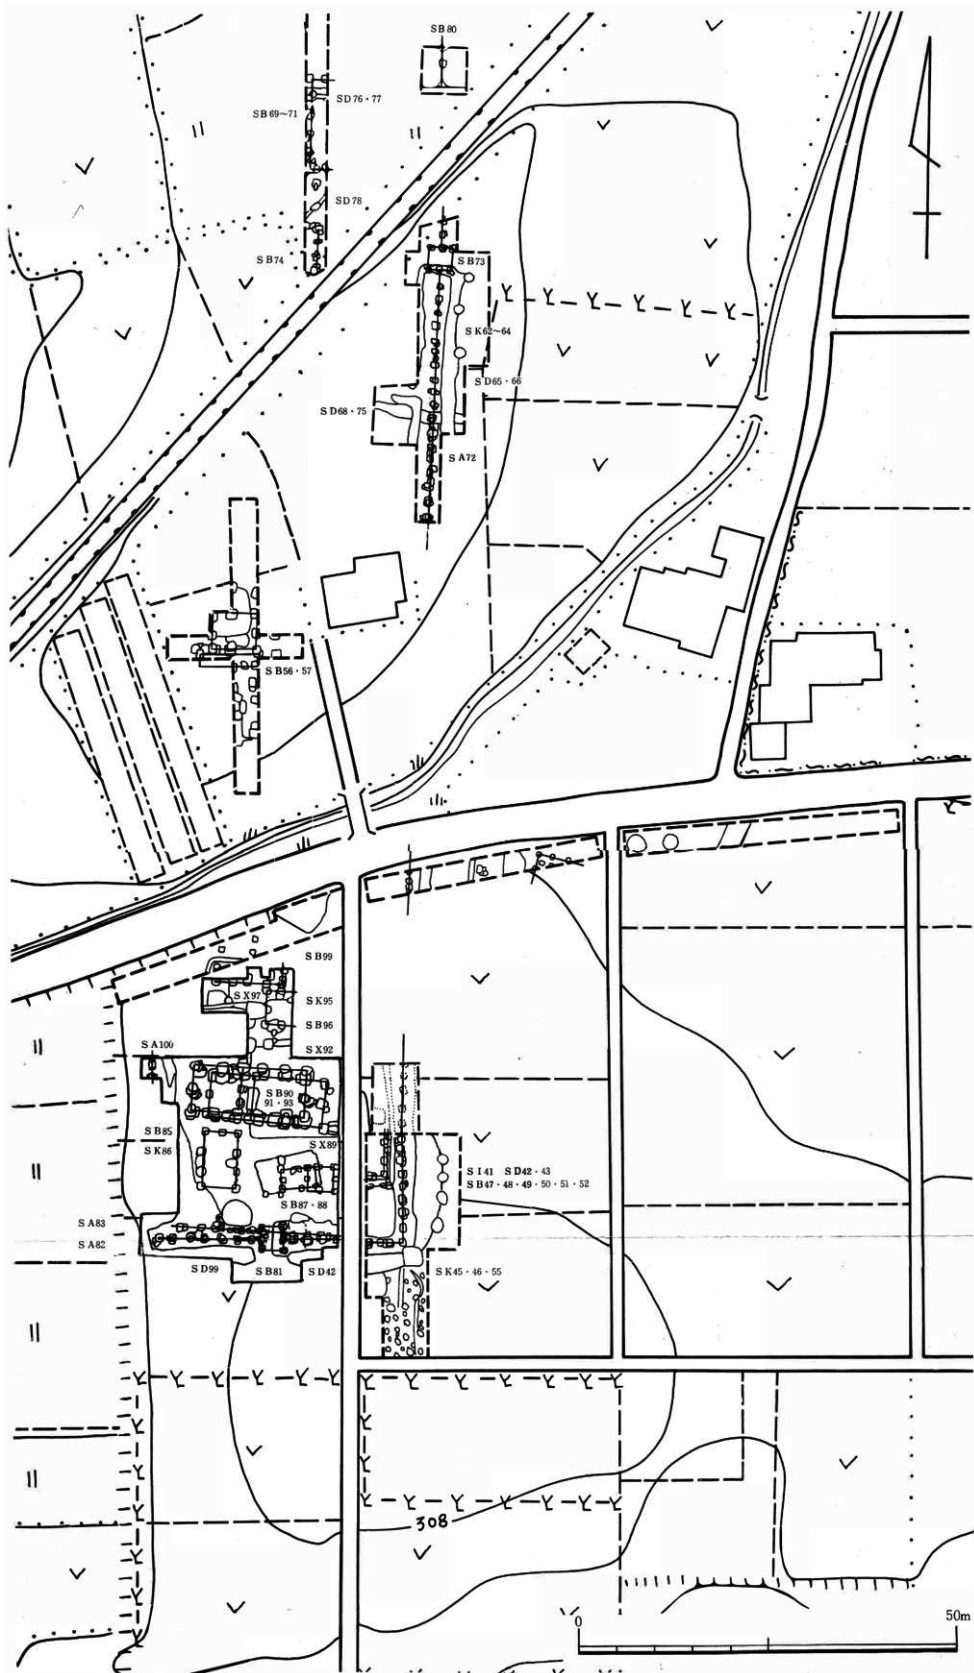 SB80
SD76・77
SB69~71
SD78
SB74
SB73
SK62~64
SD65・66
SD68・75
SA72
SB56・57
SB99
SX97
SK95
SB96
SX92
SA100
SB90
91・93
SB85
SK86
SX89
SI41 SD42・43
SB47・48・49・50・51・52
SB87・88
SA83
SA82
SD99
SB81
SD42
SK45・46・55
308
0
50m